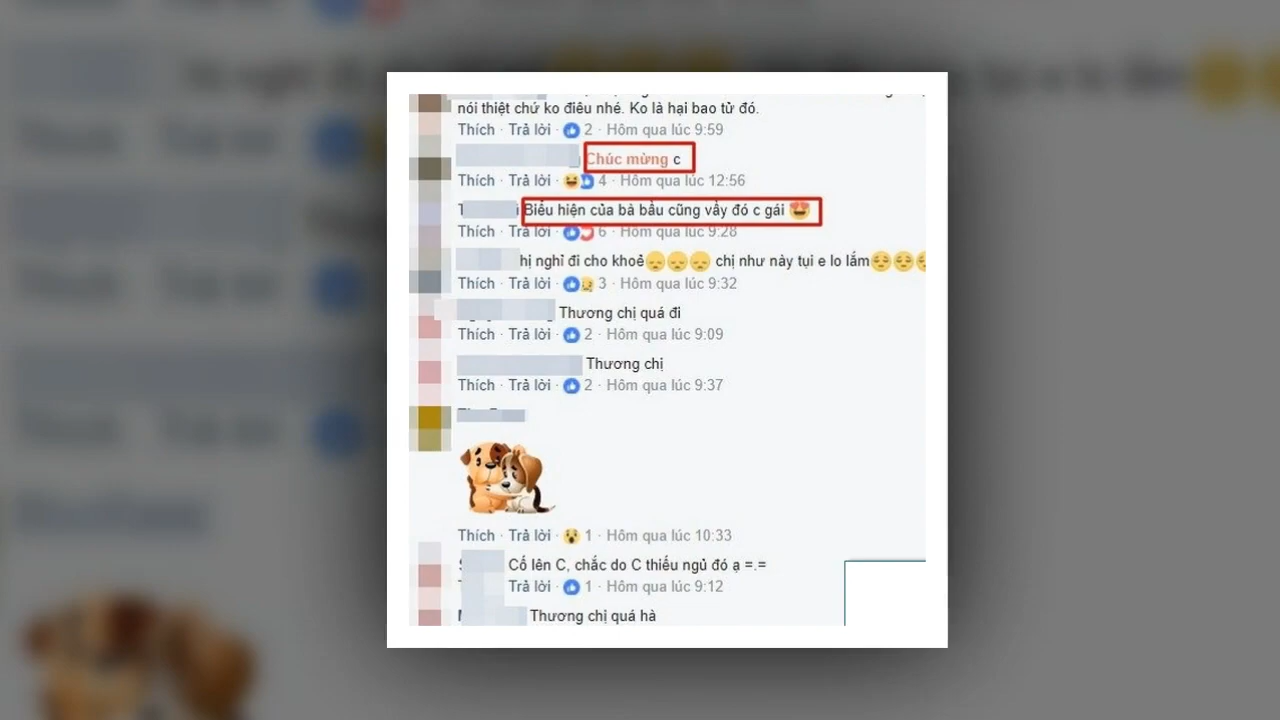 nói thiệt chứ ko điêu nhé. Ko là hại bao tử đó.
Thích · Trả lời · 2 · Hôm qua lúc 9:59
Chúc mừng c
Thích · Trả lời · 4 · Hôm qua lúc 12:56
Biểu hiện của bà bầu cũng vầy đó c gái 😍
Thích · Trả lời · 6 · Hôm qua lúc 9:28
hị nghỉ đi cho khoẻ😞😞😞 chị như này tụi e lo lắm😌😌😌
Thích · Trả lời · 3 · Hôm qua lúc 9:32
Thương chị quá đi
Thích · Trả lời · 2 · Hôm qua lúc 9:09
Thương chị
Thích · Trả lời · 2 · Hôm qua lúc 9:37
Thích · Trả lời · 1 · Hôm qua lúc 10:33
Cố lên C, chắc do C thiếu ngủ đó ạ =.=
Trả lời · 1 · Hôm qua lúc 9:12
Thương chị quá hà